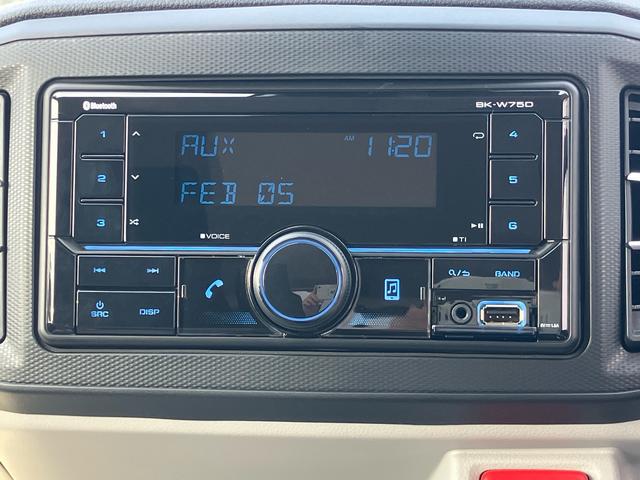 Bluetooth
BK-W75D
1
2
3
AUX
AM 11:20
FEB 05
4
5
6
VOICE
TI
SRC
DISP
BAND